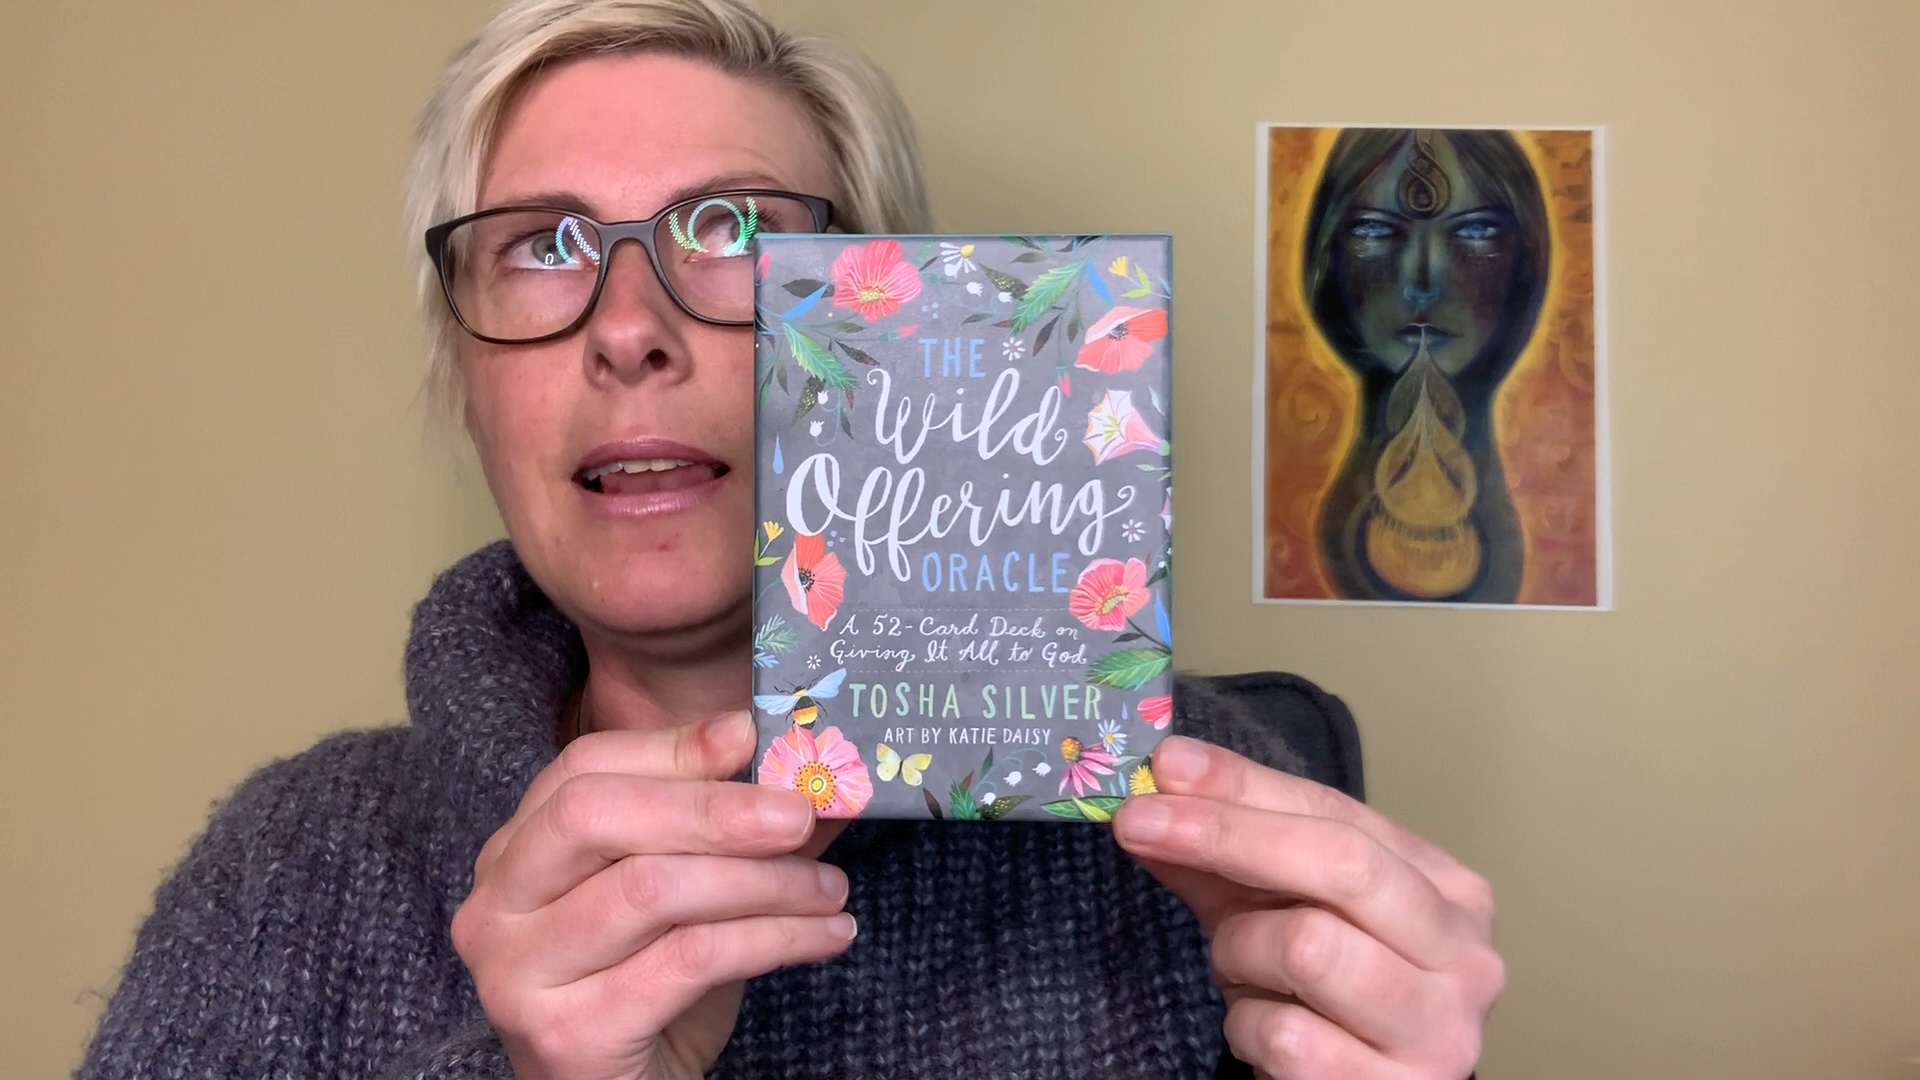 THE
Wild
Offering
ORACLE
A 52-Card Deck on
Giving It All to God
TOSHA SILVER
ART BY KATIE DAISY